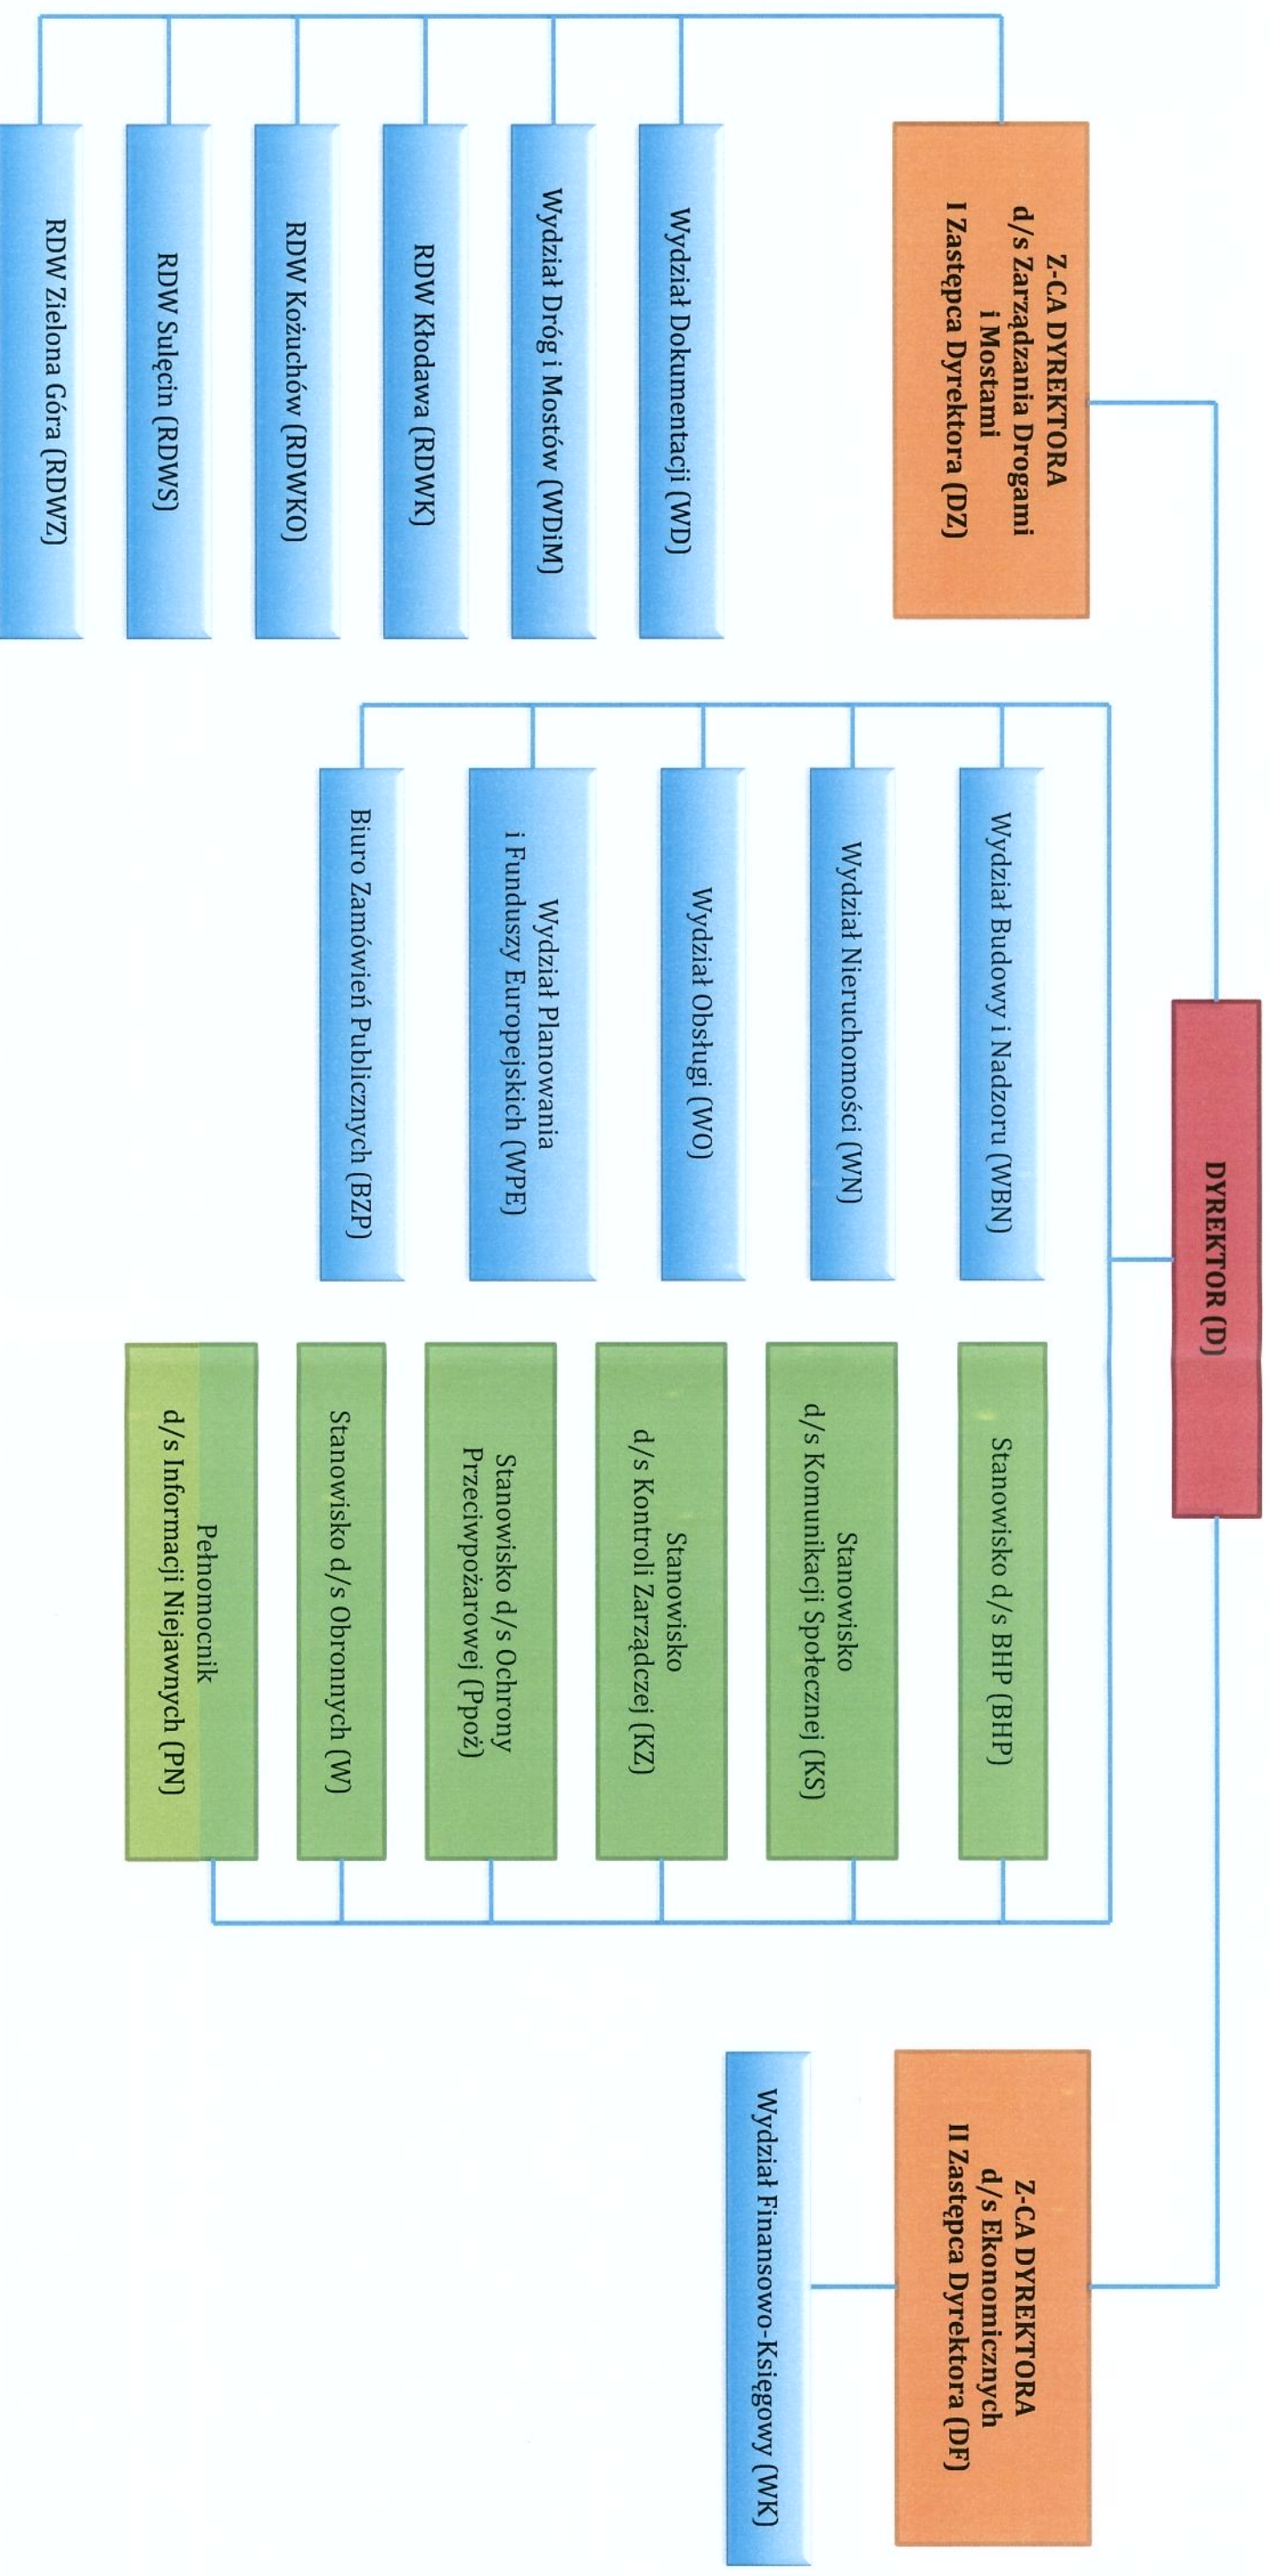 DYREKTOR (D)
Z-CA DYREKTORA
d/s Zarządzania Drogami
i Mostami
I Zastępca Dyrektora (DZ)
Wydział Dokumentacji (WD)
Wydział Dróg i Mostów (WDiM)
RDW Kłodawa (RDWK)
RDW Kożuchów (RDWKO)
RDW Sulęcin (RDWS)
RDW Zielona Góra (RDWZ)
Wydział Budowy i Nadzoru (WBN)
Wydział Nieruchomości (WN)
Wydział Obsługi (WO)
Wydział Planowania
i Funduszy Europejskich (WPE)
Biuro Zamówień Publicznych (BZP)
Stanowisko d/s BHP (BHP)
Stanowisko
d/s Komunikacji Społecznej (KS)
Stanowisko
d/s Kontroli Zarządczej (KZ)
Stanowisko d/s Ochrony
Przeciwpożarowej (Ppoż)
Stanowisko d/s Obronnych (W)
Pełnomocnik
d/s Informacji Niejawnych (PN)
Z-CA DYREKTORA
d/s Ekonomicznych
II Zastępca Dyrektora (DF)
Wydział Finansowo-Księgowy (WK)